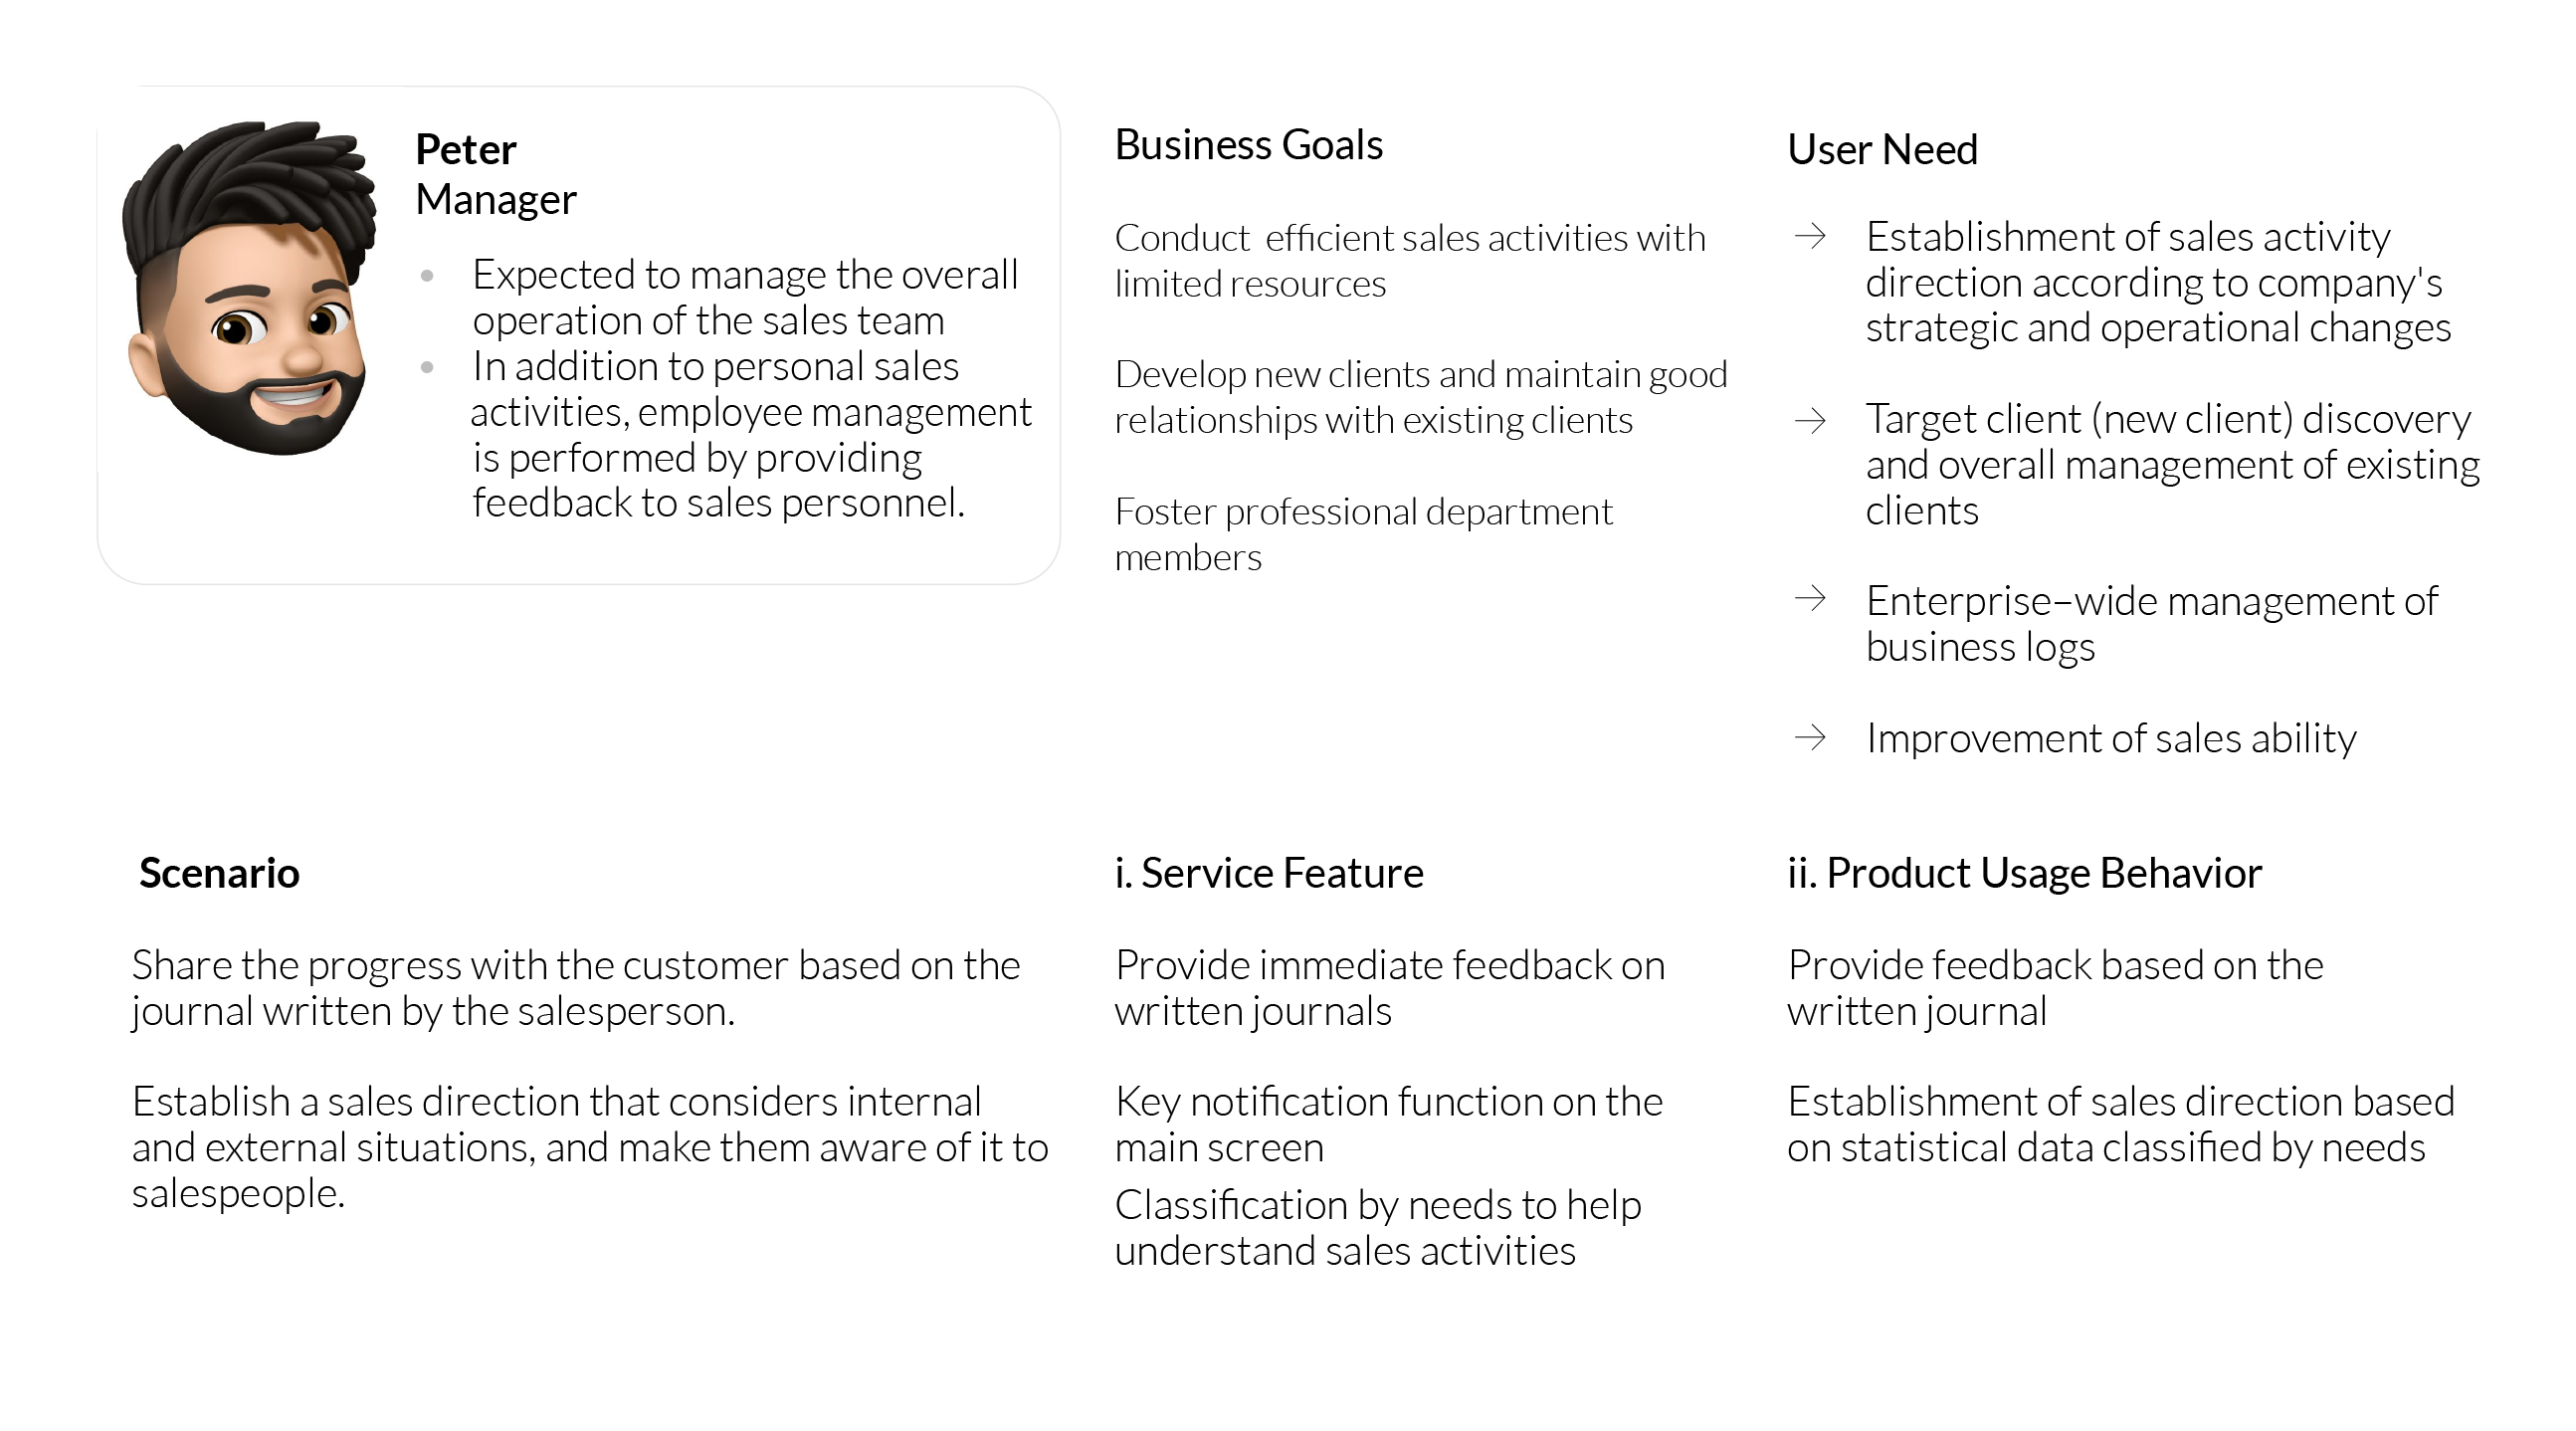 Peter
Manager
• Expected to manage the overall
operation of the sales team
• In addition to personal sales
activities, employee management
is performed by providing
feedback to sales personnel.
Business Goals
Conduct  efficient sales activities with
limited resources
Develop new clients and maintain good
relationships with existing clients
Foster professional department
members
User Need
→ Establishment of sales activity
direction according to company's
strategic and operational changes
→ Target client (new client) discovery
and overall management of existing
clients
→ Enterprise–wide management of
business logs
→ Improvement of sales ability
Scenario
Share the progress with the customer based on the
journal written by the salesperson.
Establish a sales direction that considers internal
and external situations, and make them aware of it to
salespeople.
i. Service Feature
Provide immediate feedback on
written journals
Key notification function on the
main screen
Classification by needs to help
understand sales activities
ii. Product Usage Behavior
Provide feedback based on the
written journal
Establishment of sales direction based
on statistical data classified by needs